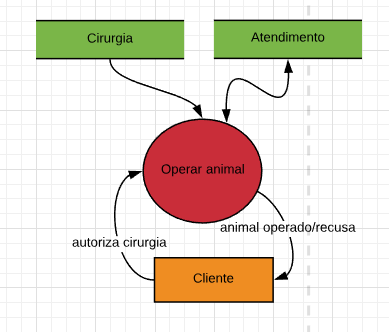 Cirurgia
Atendimento
Operar animal
animal operado/recusa
autoriza cirurgia
Cliente